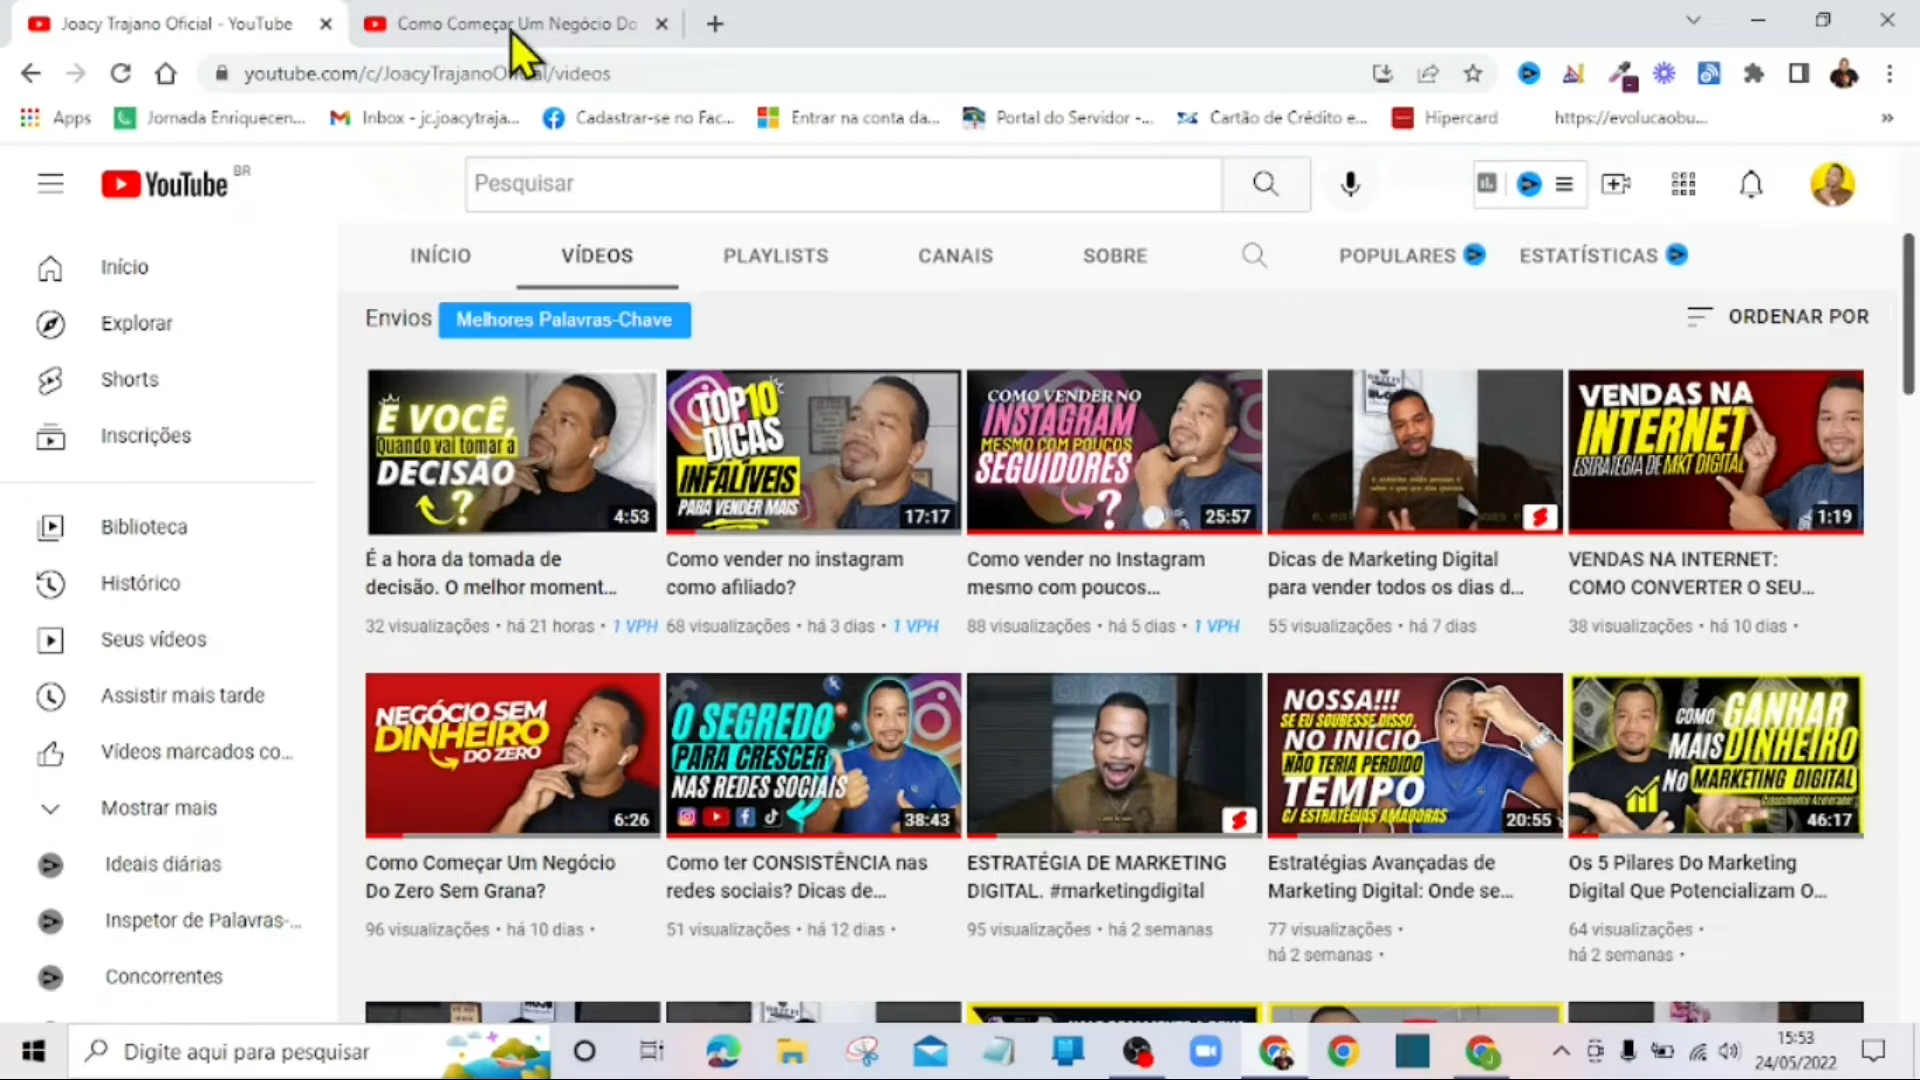 Joacy Trajano Oficial - YouTube
Como Começar Um Negócio Do
youtube.com/c/JoacyTrajanoOficial/videos
Apps
Jornada Enriquecen...
Inbox - jc.joacytraja...
Cadastrar-se no Fac...
Entrar na conta da...
Portal do Servidor -...
Cartão de Crédito e...
Hipercard
https://evolucaobu...
YouTube BR
Pesquisar
INÍCIO
VÍDEOS
PLAYLISTS
CANAIS
SOBRE
POPULARES
ESTATÍSTICAS
Início
Explorar
Shorts
Inscrições
Biblioteca
Histórico
Seus vídeos
Assistir mais tarde
Vídeos marcados co...
Mostrar mais
Ideais diárias
Inspetor de Palavras-...
Concorrentes
Envios
Melhores Palavras-Chave
ORDENAR POR
E VOCÊ,
Quando vai tomar a
DECISÃO
?
4:53
É a hora da tomada de
decisão. O melhor moment...
32 visualizações • há 21 horas • 1 VPH
TOP 10
DICAS
INFALÍVEIS
PARA VENDER MAIS
17:17
Como vender no instagram
como afiliado?
68 visualizações • há 3 dias • 1 VPH
COMO VENDER NO
INSTAGRAM
MESMO COM POUCOS
SEGUIDORES
?
25:57
Como vender no Instagram
mesmo com poucos...
88 visualizações • há 5 dias • 1 VPH
Dicas de Marketing Digital
para vender todos os dias d...
55 visualizações • há 7 dias
VENDAS NA
INTERNET
ESTRATÉGIA DE MKT DIGITAL
1:19
VENDAS NA INTERNET:
COMO CONVERTER O SEU...
38 visualizações • há 10 dias •
NEGÓCIO SEM
DINHEIRO
DO ZERO
6:26
Como Começar Um Negócio
Do Zero Sem Grana?
96 visualizações • há 10 dias •
O SEGREDO
PARA CRESCER
NAS REDES SOCIAIS
38:43
Como ter CONSISTÊNCIA nas
redes sociais? Dicas de...
51 visualizações • há 12 dias •
ESTRATÉGIA DE MARKETING
DIGITAL. #marketingdigital
95 visualizações • há 2 semanas
NOSSA!!!
SE EU SOUBESSE DISSO,
NO INICIO
NÃO TERIA PERDIDO
TEMPO
C/ ESTRATÉGIAS AMADORAS
20:55
Estratégias Avançadas de
Marketing Digital: Onde se...
77 visualizações •
há 2 semanas •
COMO GANHAR
MAIS DINHEIRO
NO MARKETING DIGITAL
46:17
Os 5 Pilares Do Marketing
Digital Que Potencializam O...
64 visualizações •
há 2 semanas •
Digite aqui para pesquisar
15:53
24/05/2022